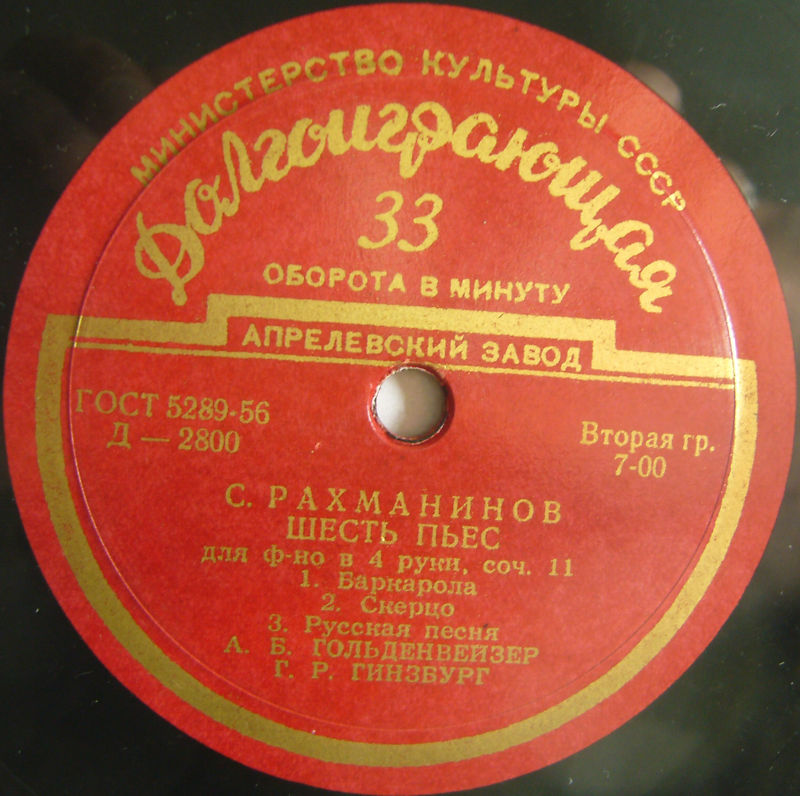 МИНИСТЕРСТВО КУЛЬТУРЫ СССР
Долгоиграющая
33
ОБОРОТА В МИНУТУ
АПРЕЛЕВСКИЙ ЗАВОД
ГОСТ 5289-56
Д — 2800
Вторая гр.
7-00
С. РАХМАНИНОВ
ШЕСТЬ ПЬЕС
для ф-но в 4 руки, соч. 11
1. Баркарола
2. Скерцо
3. Русская песня
А. Б. ГОЛЬДЕНВЕЙЗЕР
Г. Р. ГИНЗБУРГ